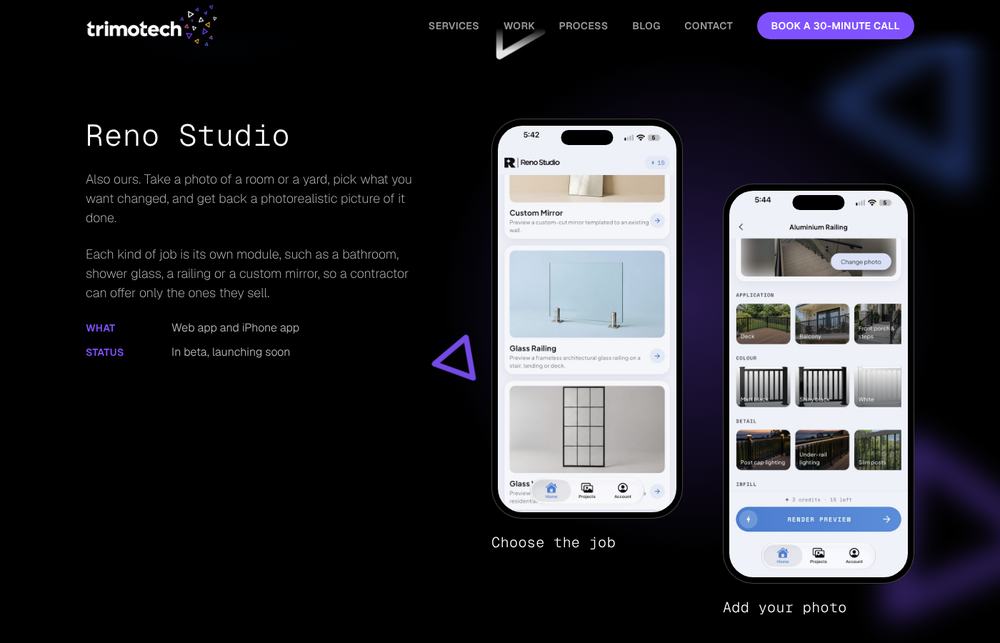 trimotech
SERVICES
WORK
PROCESS
BLOG
CONTACT
BOOK A 30-MINUTE CALL
Reno Studio
Also ours. Take a photo of a room or a yard, pick what you
want changed, and get back a photorealistic picture of it
done.
Each kind of job is its own module, such as a bathroom,
shower glass, a railing or a custom mirror, so a contractor
can offer only the ones they sell.
WHAT
Web app and iPhone app
STATUS
In beta, launching soon
5:42
R Reno Studio
15
Custom Mirror
Preview a custom-cut mirror templated to an existing
wall.
Glass Railing
Preview a frameless architectural glass railing on a
stair, landing or deck.
Glass
Preview
residential
Home
Projects
Account
Choose the job
5:44
Aluminium Railing
Change photo
APPLICATION
Deck
Balcony
Front porch &
steps
COLOUR
Matt black
White
DETAIL
Post cap lighting
Under-rail
lighting
Slim posts
INFILL
3 credits · 15 left
RENDER PREVIEW
Home
Projects
Account
Add your photo